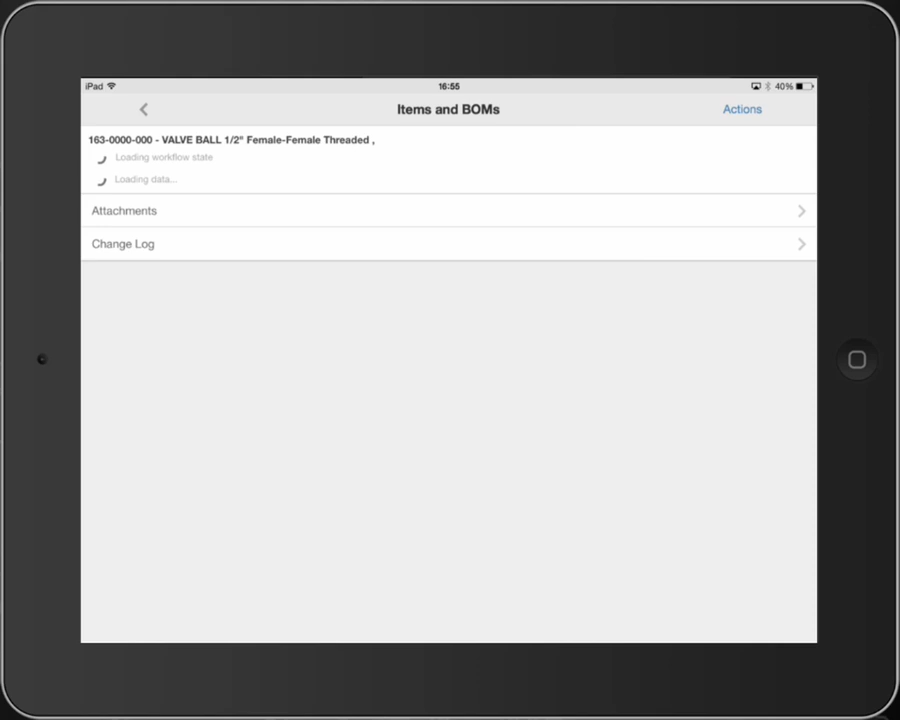 iPad 16:55 40%
Items and BOMs Actions
163-0000-000 - VALVE BALL 1/2" Female-Female Threaded ,
Loading workflow state
Loading data...
Attachments
Change Log